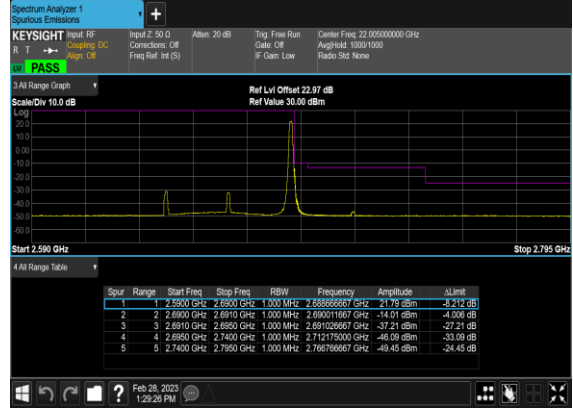 Spectrum Analyzer 1
Spurious Emissions
KEYSIGHT Input: RF Input Z: 50 Ω Atten: 20 dB Trig: Free Run Center Freq: 22.005000000 GHz
R T Coupling: DC Corrections: Off Gate: Off Avg|Hold: 1000/1000
Align: Off Freq Ref: Int (S) IF Gain: Low Radio Std: None
LW PASS
3 All Range Graph
Ref Lvl Offset 22.97 dB
Scale/Div 10.0 dB Ref Value 30.00 dBm
Log
20.0
10.0
0.00
-10.0
-20.0
-30.0
-40.0
-50.0
-60.0
Start 2.590 GHz Stop 2.795 GHz
4 All Range Table
Spur Range Start Freq Stop Freq RBW Frequency Amplitude ΔLimit
1 1 2.5900 GHz 2.6900 GHz 1.000 MHz 2.688666667 GHz 21.79 dBm -8.212 dB
2 2 2.6900 GHz 2.6910 GHz 1.000 MHz 2.690011667 GHz -14.01 dBm -4.006 dB
3 3 2.6910 GHz 2.6950 GHz 1.000 MHz 2.691026667 GHz -37.21 dBm -27.21 dB
4 4 2.6950 GHz 2.7400 GHz 1.000 MHz 2.712175000 GHz -46.09 dBm -33.09 dB
5 5 2.7400 GHz 2.7950 GHz 1.000 MHz 2.766766667 GHz -49.45 dBm -24.45 dB
? Feb 28, 2023
1:29:26 PM